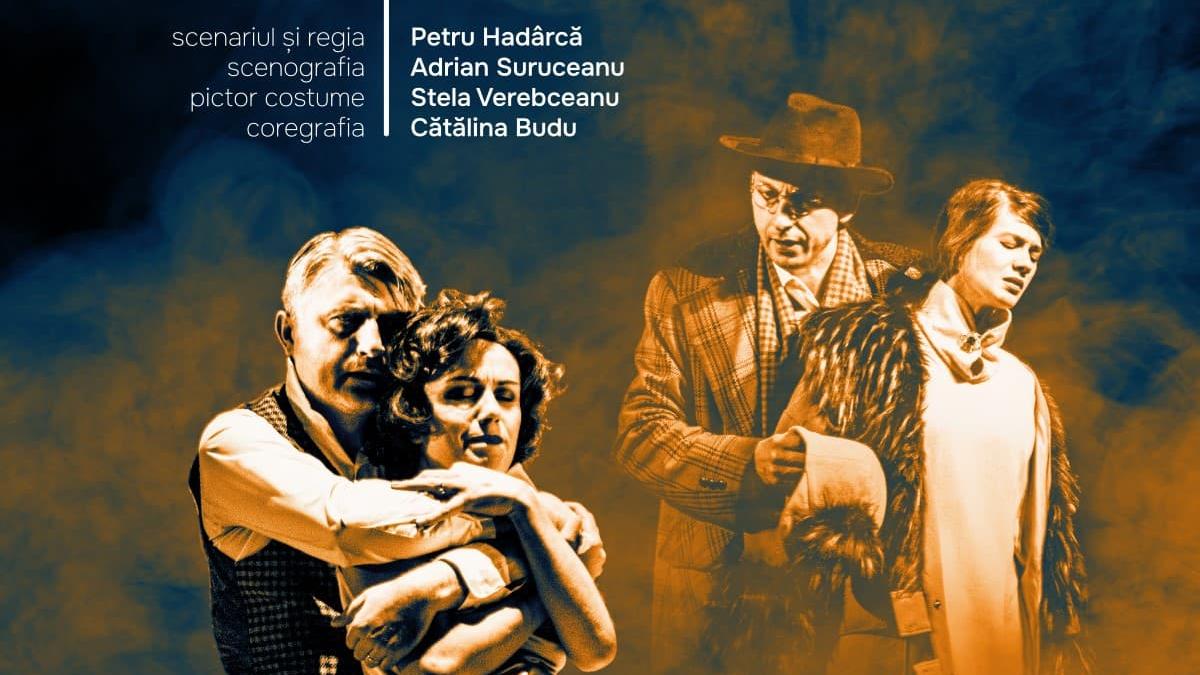 scenariul și regia Petru Hadârcă
scenografia Adrian Suruceanu
pictor costume Stela Verebceanu
coregrafia Cătălina Budu